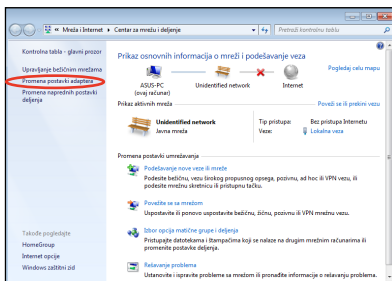 « Mreža i Internet ▸ Centar za mrežu i deljenje
Pretraži kontrolnu tablu
Kontrolna tabla - glavni prozor
Upravljanje bežičnim mrežama
Promena postavki adaptera
Promena naprednih postavki
deljenja
Takođe pogledajte
HomeGroup
Internet opcije
Windows zaštitni zid
Prikaz osnovnih informacija o mreži i podešavanje veza
Pogledaj celu mapu
ASUS-PC
(ovaj računar)
Unidentified network
Internet
Prikaz aktivnih mreža
Poveži se ili prekini vezu
Unidentified network
Javna mreža
Tip pristupa: Bez pristupa Internetu
Veze: Lokalna veza
Promena postavki umrežavanja
Podešavanje nove veze ili mreže
Podesite bežičnu, vezu širokog propusnog opsega, pozivnu, ad hoc ili VPN vezu, ili
podesite mrežnu skretnicu ili pristupnu tačku.
Povežite se sa mrežom
Uspostavite ili ponovo uspostavite bežičnu, žičnu, pozivnu ili VPN mrežnu vezu.
Izbor opcija matične grupe i deljenja
Pristupajte datotekama i štampačima koji se nalaze na drugim mrežnim računarima ili
promenite postavke deljenja.
Rešavanje problema
Ustanovite i ispravite probleme sa mrežom ili pronađite informacije o rešavanju problema.